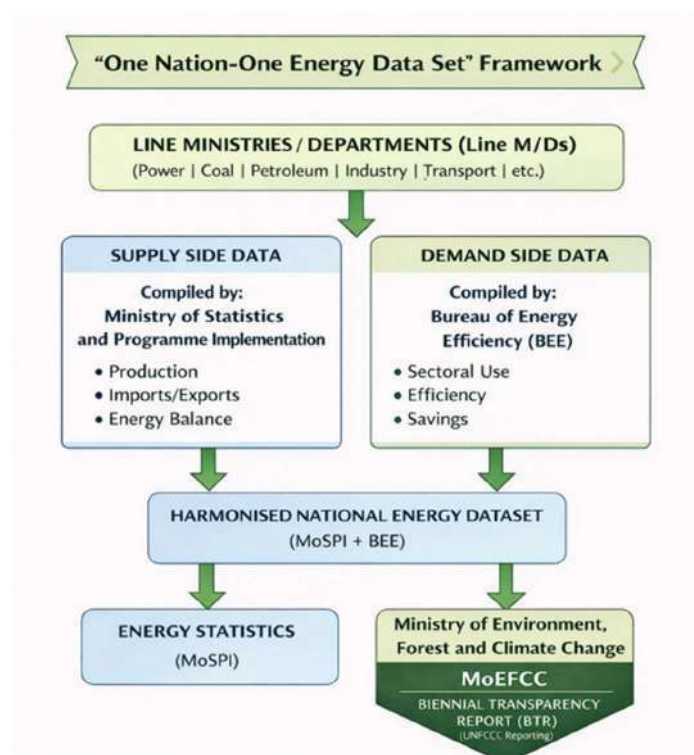 "One Nation-One Energy Data Set" Framework
LINE MINISTRIES / DEPARTMENTS (Line M/Ds)
(Power | Coal | Petroleum | Industry | Transport | etc.)
SUPPLY SIDE DATA
Compiled by:
Ministry of Statistics
and Programme Implementation
• Production
• Imports/Exports
• Energy Balance
DEMAND SIDE DATA
Compiled by:
Bureau of Energy
Efficiency (BEE)
• Sectoral Use
• Efficiency
• Savings
HARMONISED NATIONAL ENERGY DATASET
(MoSPI + BEE)
ENERGY STATISTICS
(MoSPI)
Ministry of Environment,
Forest and Climate Change
MoEFCC
BIENNIAL TRANSPARENCY
REPORT (BTR)
(UNFCCC Reporting)